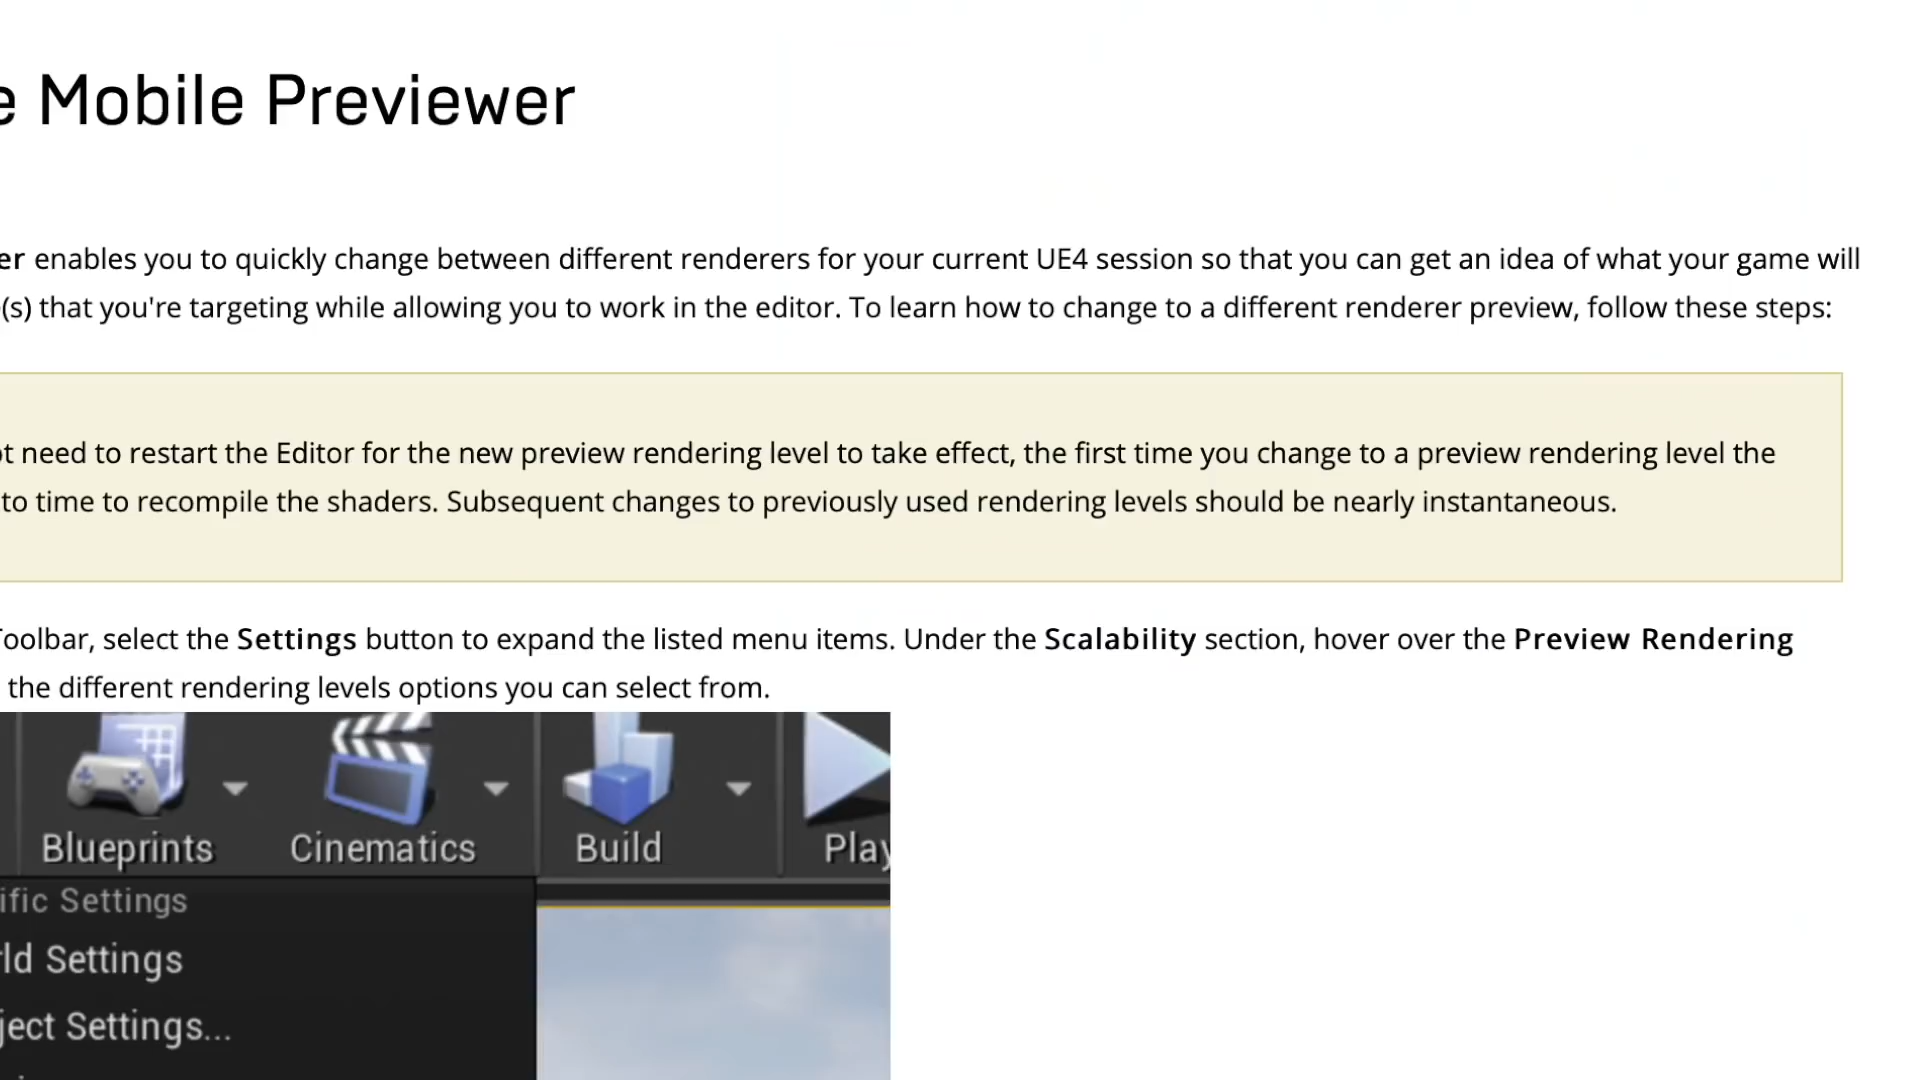 e Mobile Previewer
er enables you to quickly change between different renderers for your current UE4 session so that you can get an idea of what your game will
(s) that you're targeting while allowing you to work in the editor. To learn how to change to a different renderer preview, follow these steps:
ot need to restart the Editor for the new preview rendering level to take effect, the first time you change to a preview rendering level the
to time to recompile the shaders. Subsequent changes to previously used rendering levels should be nearly instantaneous.
Toolbar, select the Settings button to expand the listed menu items. Under the Scalability section, hover over the Preview Rendering
the different rendering levels options you can select from.
Blueprints Cinematics Build Play
ific Settings
rld Settings
ject Settings...